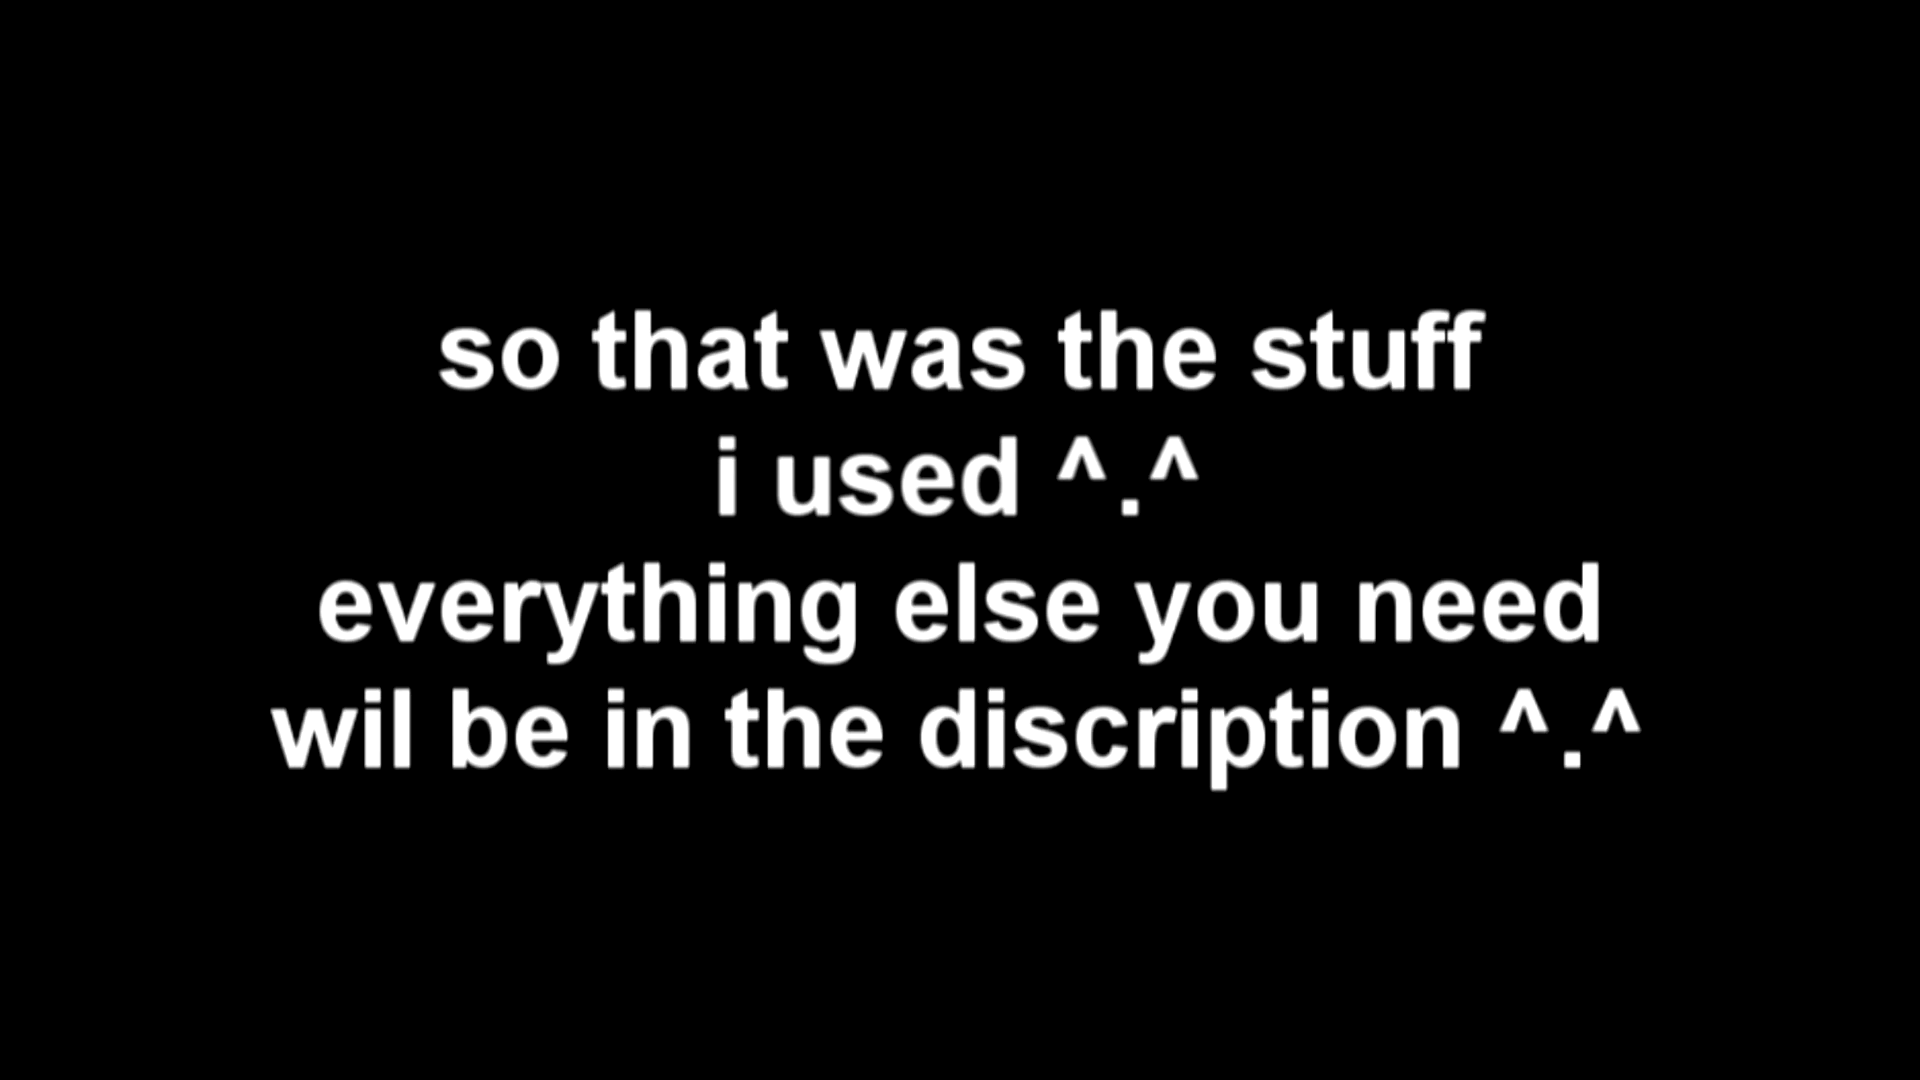 so that was the stuff
i used ^.^
everything else you need
wil be in the discription ^.^